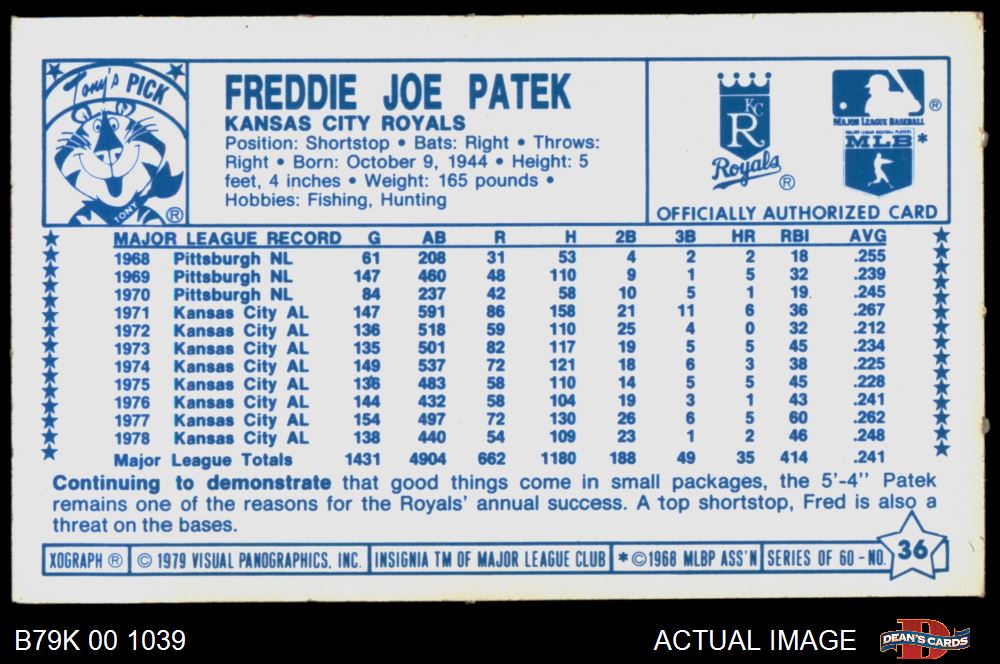 Tony's PICK
TONY ®
FREDDIE JOE PATEK
KANSAS CITY ROYALS
Position: Shortstop • Bats: Right • Throws:
Right • Born: October 9, 1944 • Height: 5
feet, 4 inches • Weight: 165 pounds •
Hobbies: Fishing, Hunting
KC
R
Royals ®
®
MAJOR LEAGUE BASEBALL
MAJOR LEAGUE BASEBALL PLAYERS
MLB *
OFFICIALLY AUTHORIZED CARD
MAJOR LEAGUE RECORD G AB R H 2B 3B HR RBI AVG
1968 Pittsburgh NL 61 208 31 53 4 2 2 18 .255
1969 Pittsburgh NL 147 460 48 110 9 1 5 32 .239
1970 Pittsburgh NL 84 237 42 58 10 5 1 19 .245
1971 Kansas City AL 147 591 86 158 21 11 6 36 .267
1972 Kansas City AL 136 518 59 110 25 4 0 32 .212
1973 Kansas City AL 135 501 82 117 19 5 5 45 .234
1974 Kansas City AL 149 537 72 121 18 6 3 38 .225
1975 Kansas City AL 136 483 58 110 14 5 5 45 .228
1976 Kansas City AL 144 432 58 104 19 3 1 43 .241
1977 Kansas City AL 154 497 72 130 26 6 5 60 .262
1978 Kansas City AL 138 440 54 109 23 1 2 46 .248
Major League Totals 1431 4904 662 1180 188 49 35 414 .241
Continuing to demonstrate that good things come in small packages, the 5'-4" Patek
remains one of the reasons for the Royals' annual success. A top shortstop, Fred is also a
threat on the bases.
XOGRAPH ® © 1979 VISUAL PANOGRAPHICS, INC. INSIGNIA TM OF MAJOR LEAGUE CLUB * ©1968 MLBP ASS'N SERIES OF 60 - NO. 36
B79K 00 1039 ACTUAL IMAGE D DEAN'S CARDS